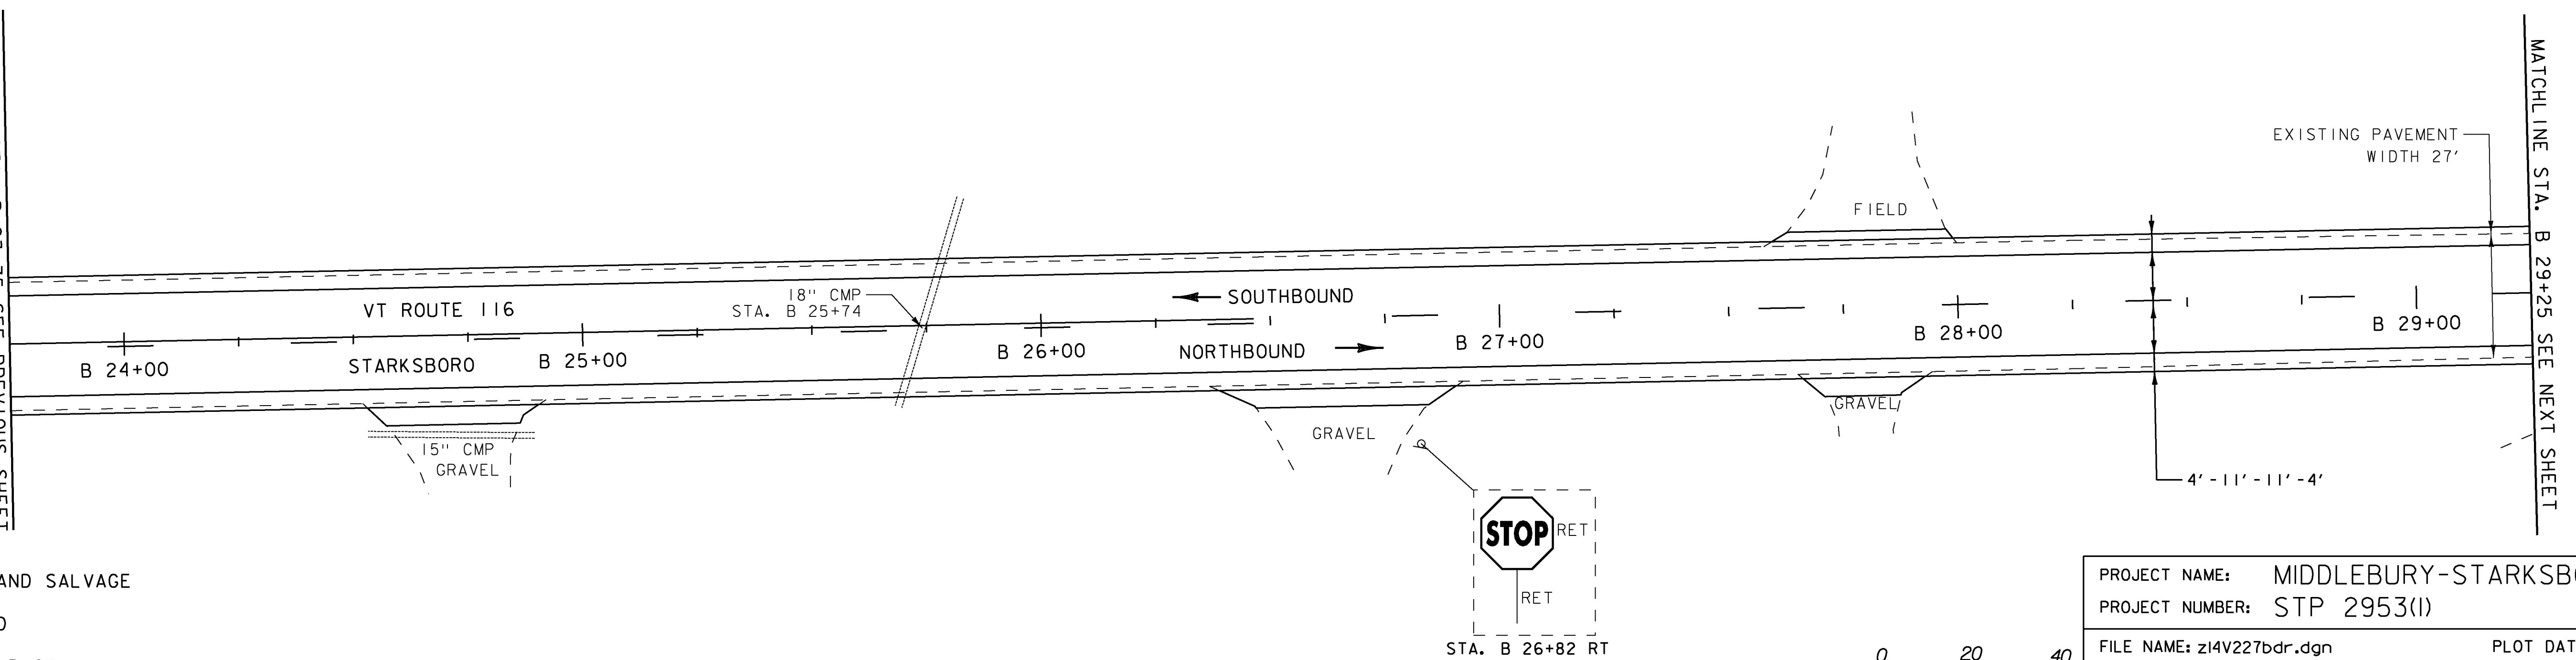 MATCHLINE STA. B 29+25 SEE NEXT SHEET
EXISTING PAVEMENT
WIDTH 27'
FIELD
18" CMP
STA. B 25+74
SOUTHBOUND
VT ROUTE 116
B 24+00
STARKSBORO
B 25+00
B 26+00
NORTHBOUND
B 27+00
B 28+00
B 29+00
15" CMP
GRAVEL
GRAVEL
GRAVEL
4'-11'-11'-4'
STOP
RET
RET
STA. B 26+82 RT
SEE PREVIOUS SHEET
AND SALVAGE
PROJECT NAME: MIDDLEBURY-STARKSB
PROJECT NUMBER: STP 2953(1)
FILE NAME: z14V227bdr.dgn
PLOT DAT
0 20 40